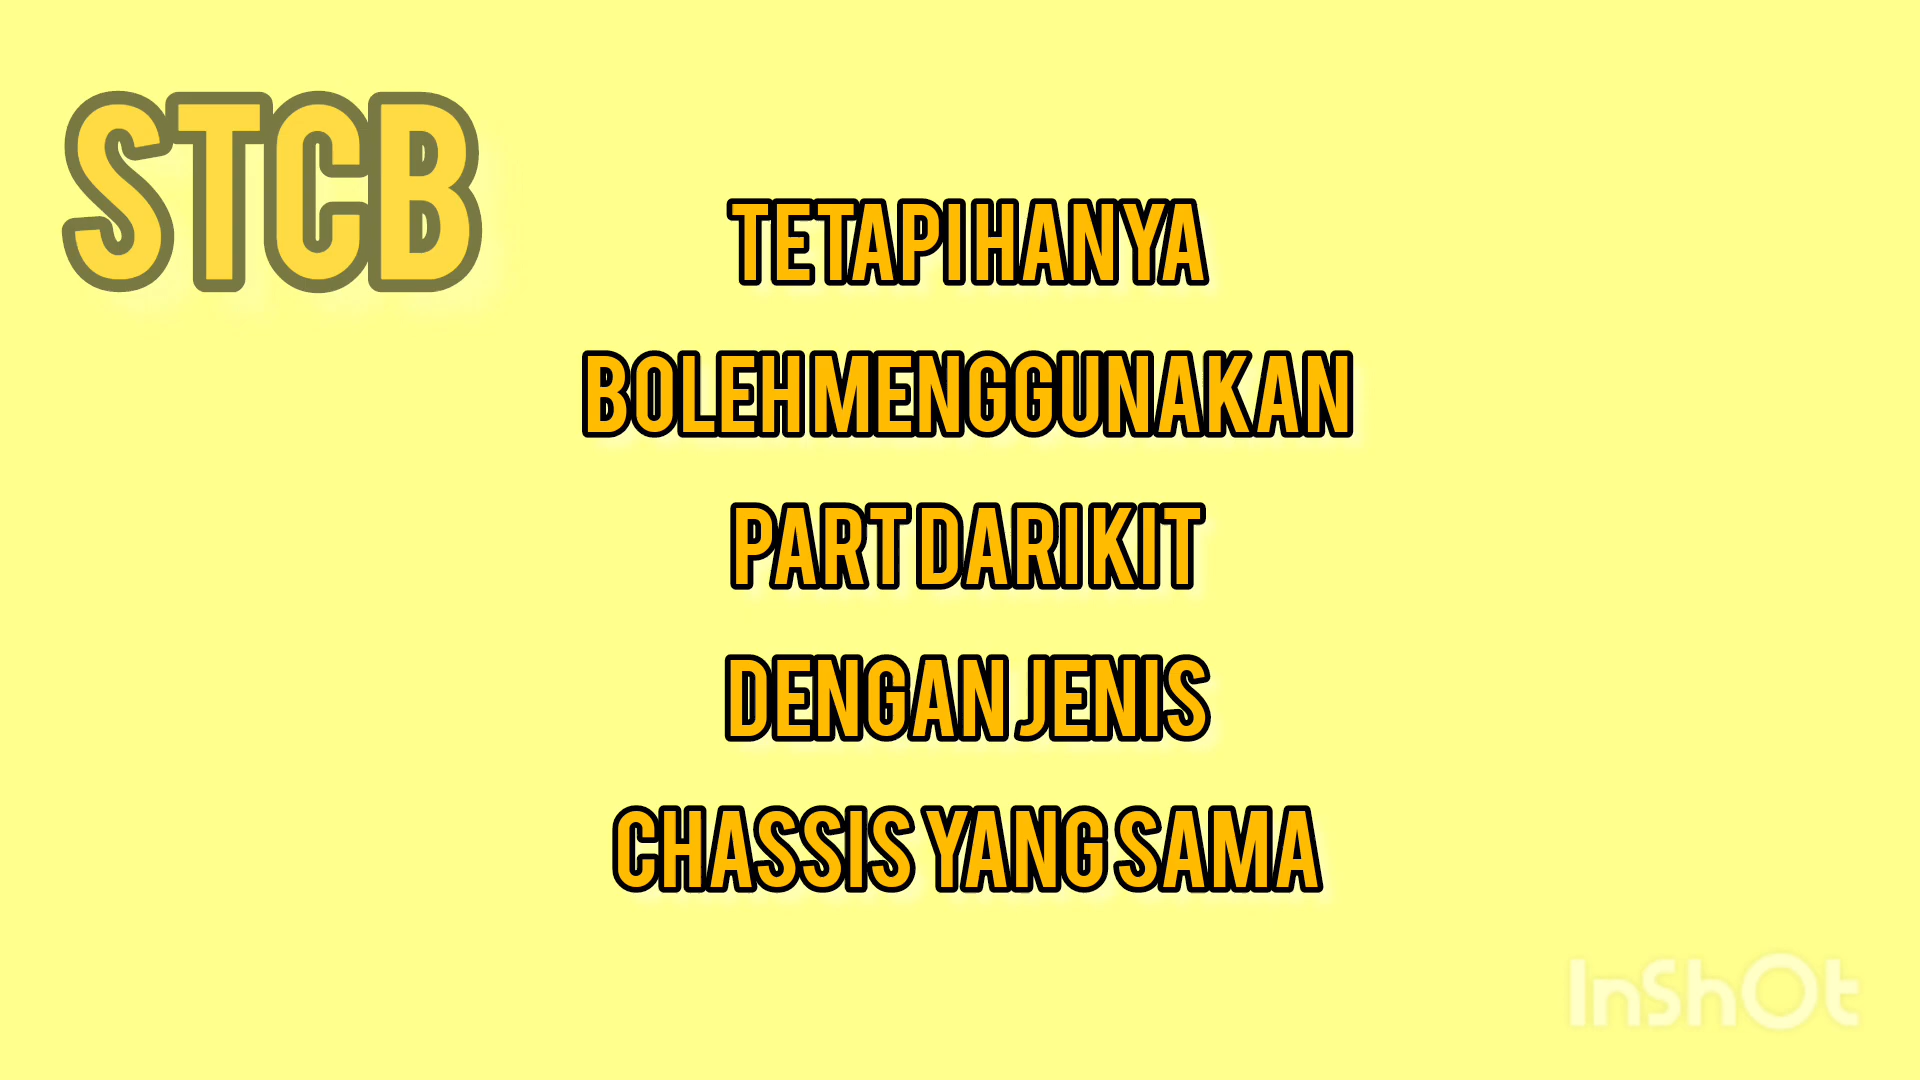 STCB
TETAPI HANYA
BOLEH MENGGUNAKAN
PART DARI KIT
DENGAN JENIS
CHASSIS YANG SAMA
InShOt